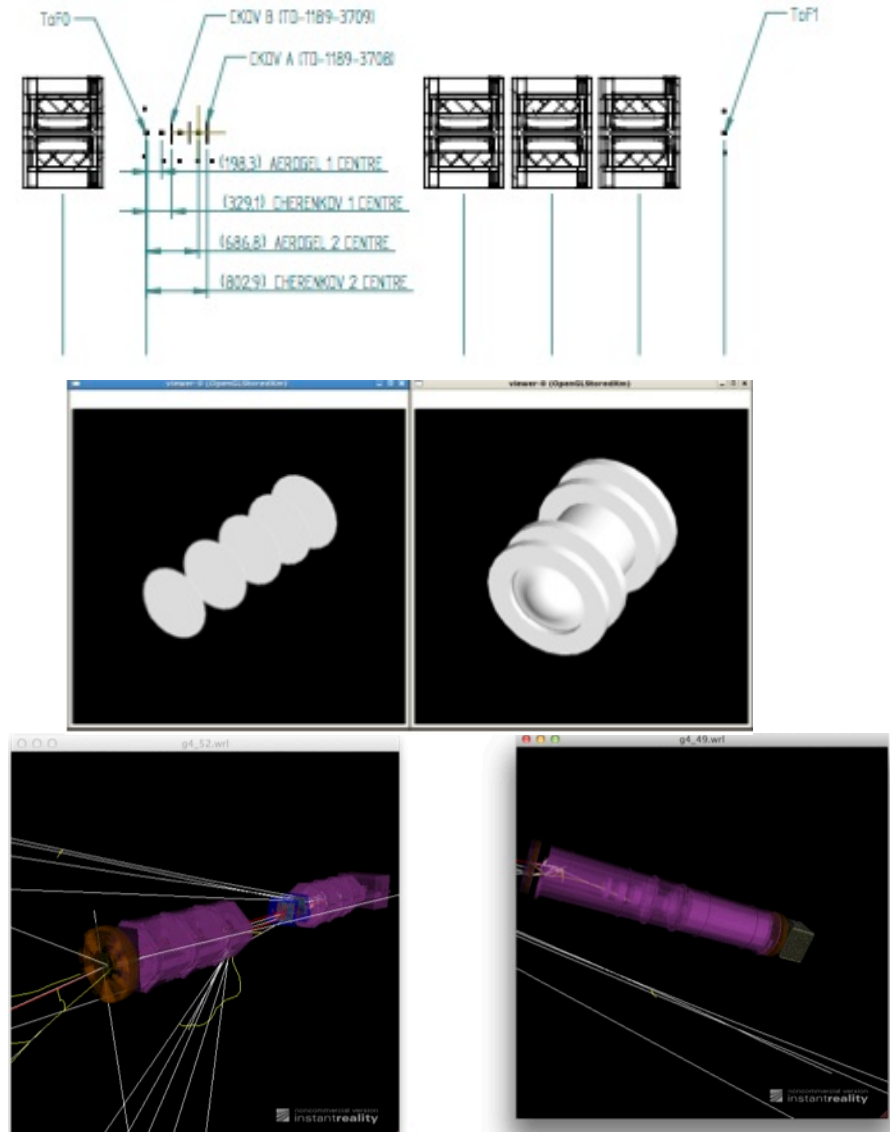 ToF0
CKOV B (TD-1189-3709)
ToF1
CKOV A (TD-1189-3708)
(198.3) AEROGEL 1 CENTRE
(329.1) CHERENKOV 1 CENTRE
(686.8) AEROGEL 2 CENTRE
(802.9) CHERENKOV 2 CENTRE
viewer-0 (OpenGLStoredXm)
viewer-0 (OpenGLStoredXm)
g4_52.wrl
g4_49.wrl
noncommercial version
instantreality
noncommercial version
instantreality